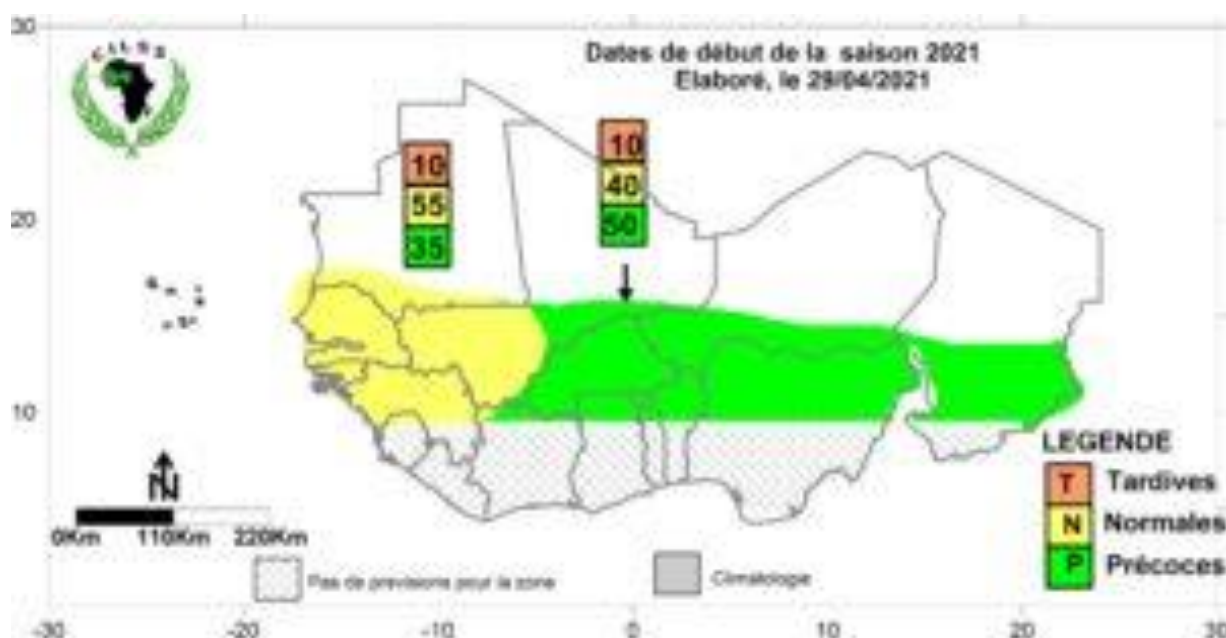 CILSS
Dates de début de la saison 2021
Elaboré, le 29/04/2021
30
20
10
10
55
35
10
40
50
N
0Km 110Km 220Km
LEGENDE
T Tardives
N Normales
P Précoces
Pas de previsions pour la zone
Climatologie
-30 -20 -10 0 10 20 30